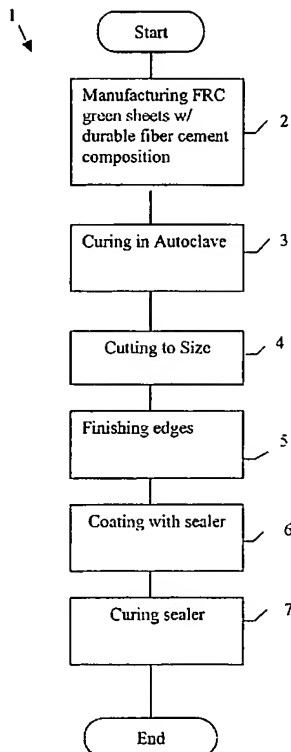 1
Start
Manufacturing FRC
green sheets w/
durable fiber cement
composition
2
Curing in Autoclave
3
Cutting to Size
4
Finishing edges
5
Coating with sealer
6
Curing sealer
7
End